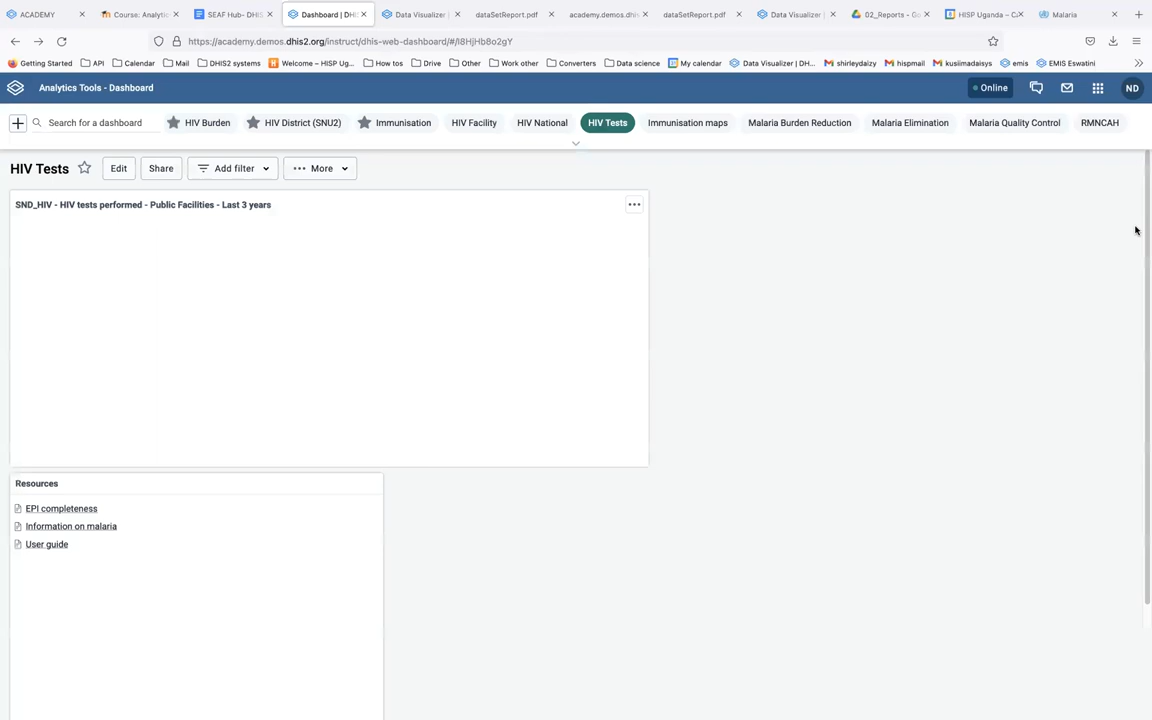 ACADEMY
Course: Analytic
SEAF Hub- DHIS
Dashboard | DHI
Data Visualizer |
dataSetReport.pdf
academy.demos.dhi
dataSetReport.pdf
Data Visualizer |
02_Reports - Go
HISP Uganda – Ca
Malaria
https://academy.demos.dhis2.org/instruct/dhis-web-dashboard/#/I8HjHb8o2gY
Getting Started
API
Calendar
Mail
DHIS2 systems
Welcome – HISP Ug...
How tos
Drive
Other
Work other
Converters
Data science
My calendar
Data Visualizer | DH...
shirleydaizy
hispmail
kusiimadaisys
emis
EMIS Eswatini
Analytics Tools - Dashboard
Online
ND
Search for a dashboard
HIV Burden
HIV District (SNU2)
Immunisation
HIV Facility
HIV National
HIV Tests
Immunisation maps
Malaria Burden Reduction
Malaria Elimination
Malaria Quality Control
RMNCAH
HIV Tests
Edit
Share
Add filter
More
SND_HIV - HIV tests performed - Public Facilities - Last 3 years
Resources
EPI completeness
Information on malaria
User guide